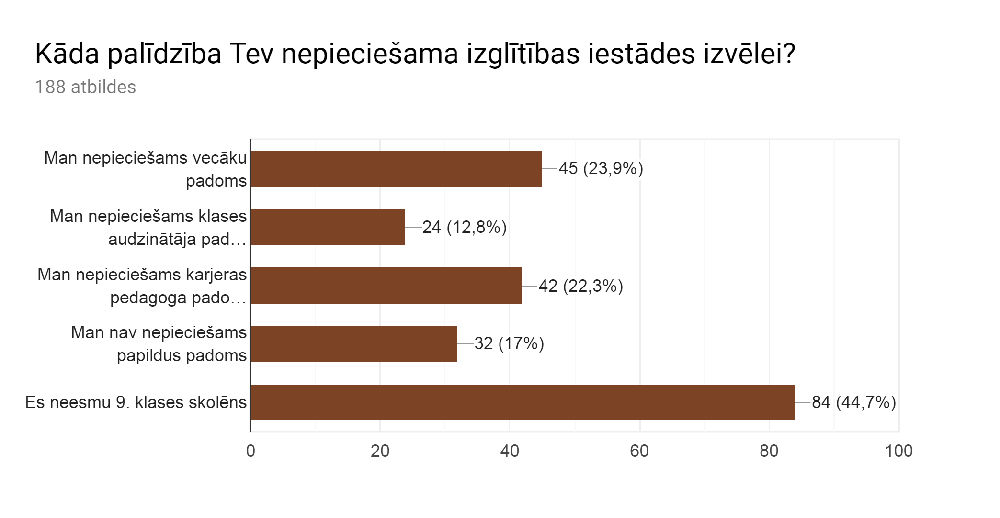 Kāda palīdzība Tev nepieciešama izglītības iestādes izvēlei?
188 atbildes
Man nepieciešams vecāku
padoms
45 (23,9%)
Man nepieciešams klases
audzinātāja pad…
24 (12,8%)
Man nepieciešams karjeras
pedagoga pado…
42 (22,3%)
Man nav nepieciešams
papildus padoms
32 (17%)
Es neesmu 9. klases skolēns
84 (44,7%)
0 20 40 60 80 100